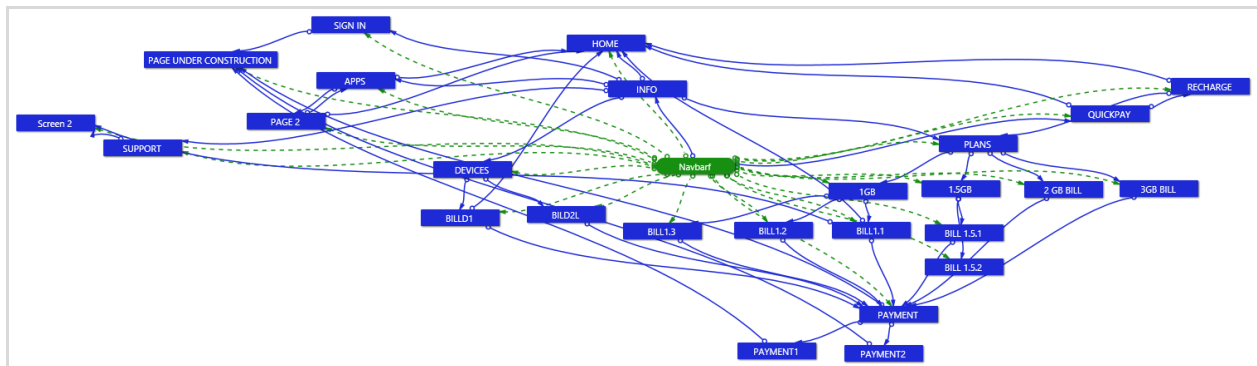 SIGN IN
HOME
PAGE UNDER CONSTRUCTION
APPS
INFO
RECHARGE
Screen 2
PAGE 2
QUICKPAY
SUPPORT
PLANS
DEVICES
Navbarf
1GB
1.5GB
2 GB BILL
3GB BILL
BILLD1
BILD2L
BILL1.3
BILL1.2
BILL1.1
BILL 1.5.1
BILL 1.5.2
PAYMENT
PAYMENT1
PAYMENT2